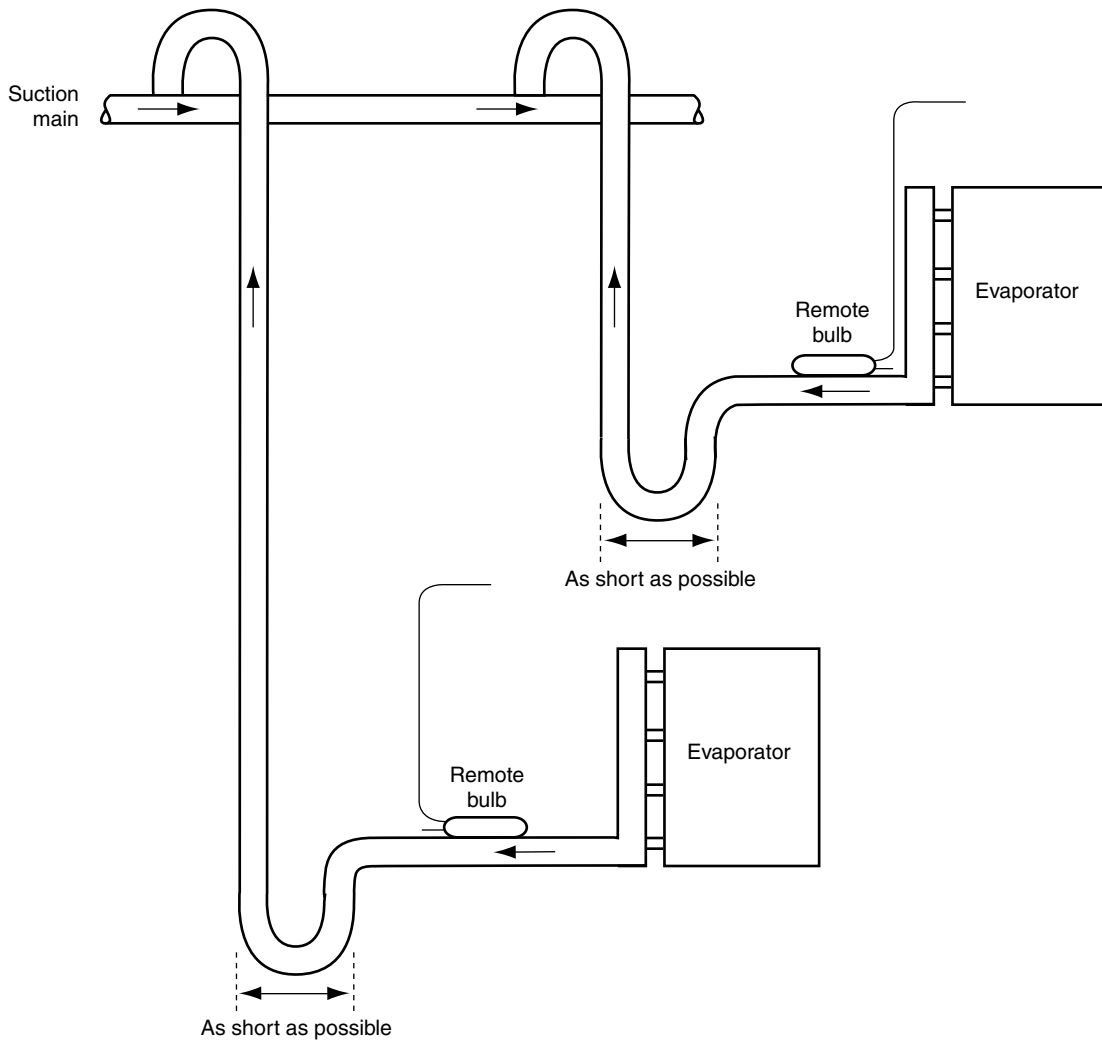 Suction
main
Evaporator
Remote
bulb
As short as possible
Evaporator
Remote
bulb
As short as possible